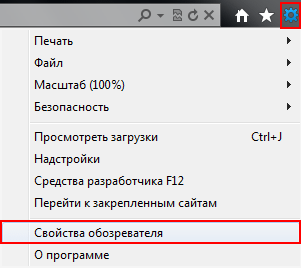 Печать
Файл
Масштаб (100%)
Безопасность
Просмотреть загрузки Ctrl+J
Надстройки
Средства разработчика F12
Перейти к закрепленным сайтам
Свойства обозревателя
О программе